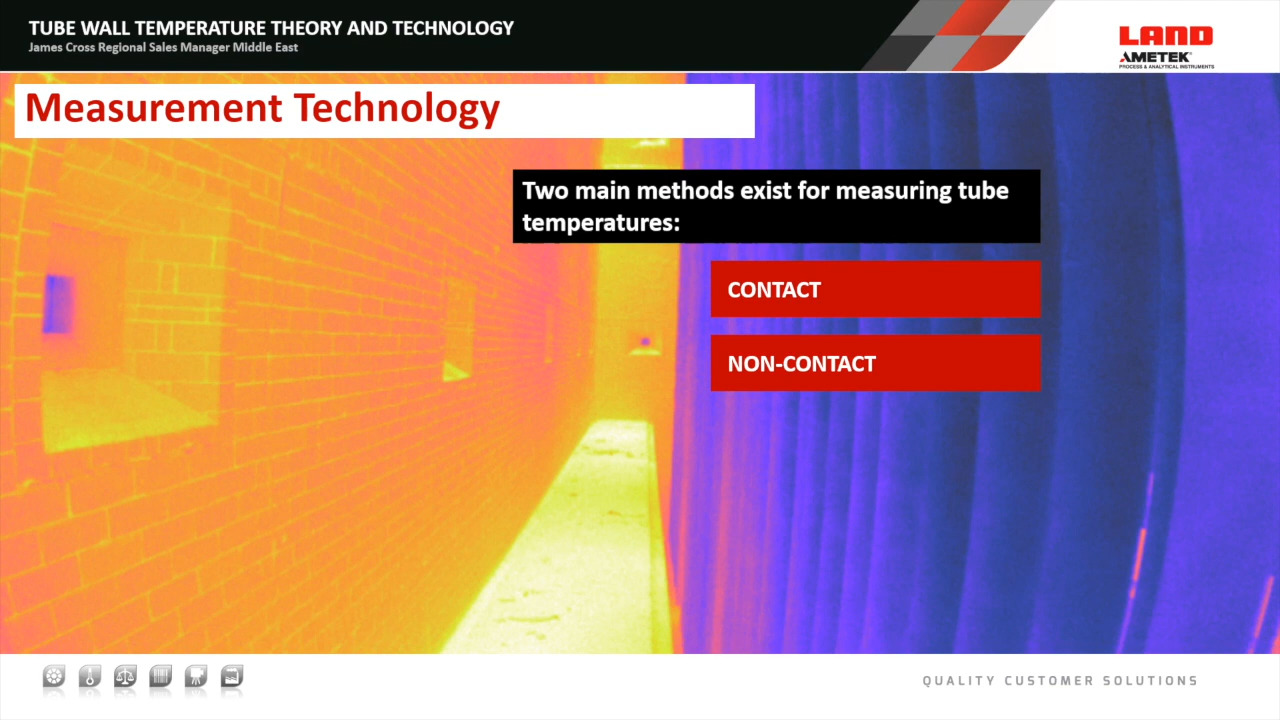 TUBE WALL TEMPERATURE THEORY AND TECHNOLOGY
James Cross Regional Sales Manager Middle East
LAND
AMETEK
PROCESS & ANALYTICAL INSTRUMENTS
Measurement Technology
Two main methods exist for measuring tube
temperatures:
CONTACT
NON-CONTACT
QUALITY CUSTOMER SOLUTIONS